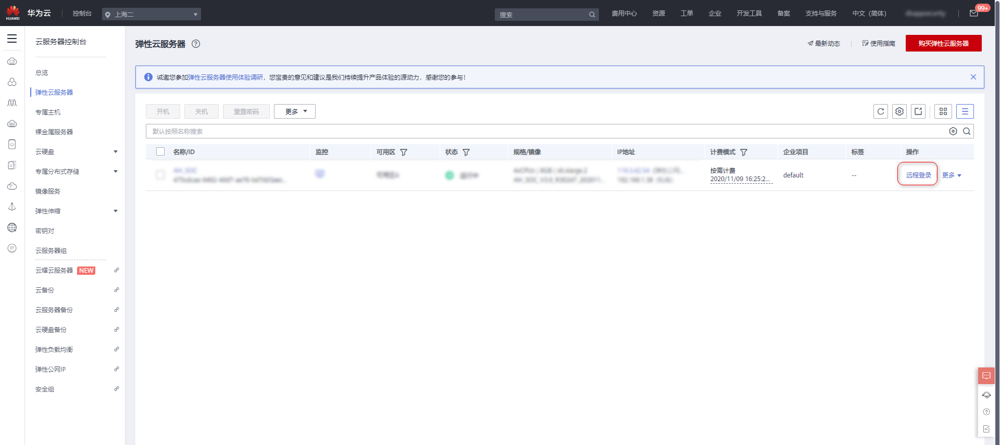 HUAWEI
华为云
控制台
上海二
搜索
费用中心
资源
工单
企业
开发工具
备案
支持与服务
中文（简体）
99+
云服务器控制台
总览
弹性云服务器
专属主机
裸金属服务器
云硬盘
专属分布式存储
镜像服务
弹性伸缩
密钥对
云服务器组
云耀云服务器 NEW
云备份
云服务器备份
云硬盘备份
弹性负载均衡
弹性公网IP
安全组
弹性云服务器
最新动态
使用指南
购买弹性云服务器
诚邀您参加弹性云服务器使用体验调研，您宝贵的意见和建议是我们持续提升产品体验的源动力，感谢您的参与！
开机
关机
重置密码
更多
默认按照名称搜索
名称/ID
监控
可用区
状态
规格/镜像
IP地址
计费模式
企业项目
标签
操作
按需计费
2020/11/09 16:25:2...
default
--
远程登录
更多
IP